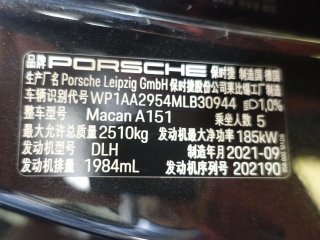 品牌 PORSCHE 保时捷 制造国 德国
生产厂名 Porsche Leipzig GmbH 保时捷股份公司莱比锡工厂制造
车辆识别代号 WP1AA2954MLB30944 1,0%
整车型号 Macan A151 乘坐人数 5
最大允许总质量 2510kg 发动机最大净功率 185kW
发动机型号 DLH 制造年月 2021-09
发动机排量 1984mL 发动机序列号 202190